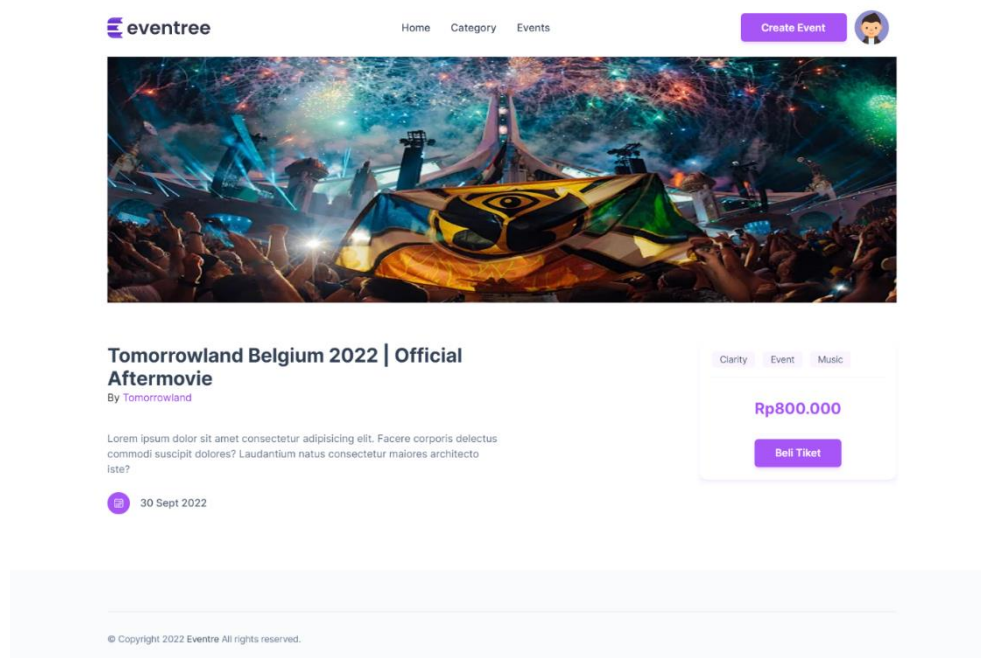 eventree
Home
Category
Events
Create Event
Tomorrowland Belgium 2022 | Official
Aftermovie
By Tomorrowland
Lorem ipsum dolor sit amet consectetur adipisicing elit. Facere corporis delectus
commodi suscipit dolores? Laudantium natus consectetur maiores architecto
iste?
30 Sept 2022
Clarity
Event
Music
Rp800.000
Beli Tiket
© Copyright 2022 Eventre All rights reserved.